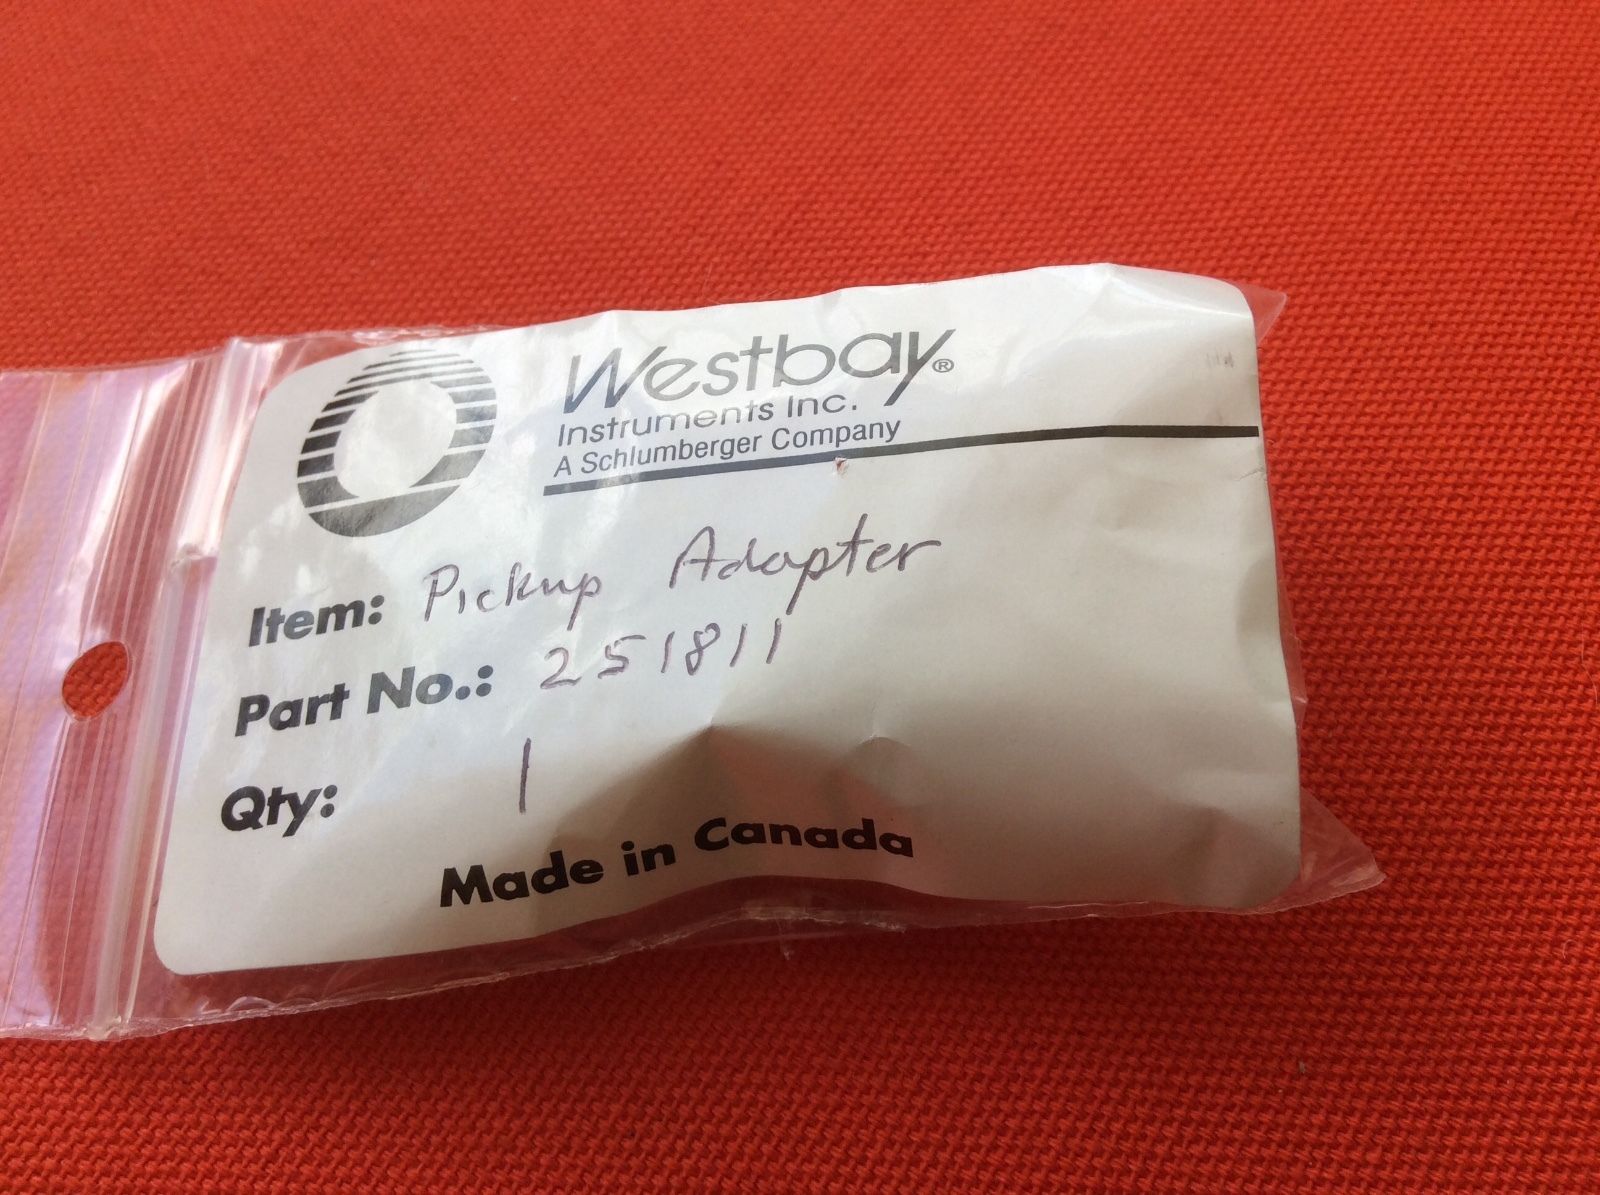 Westbay®
Instruments Inc.
A Schlumberger Company
Item: Pickup Adapter
Part No.: 251811
Qty: 1
Made in Canada